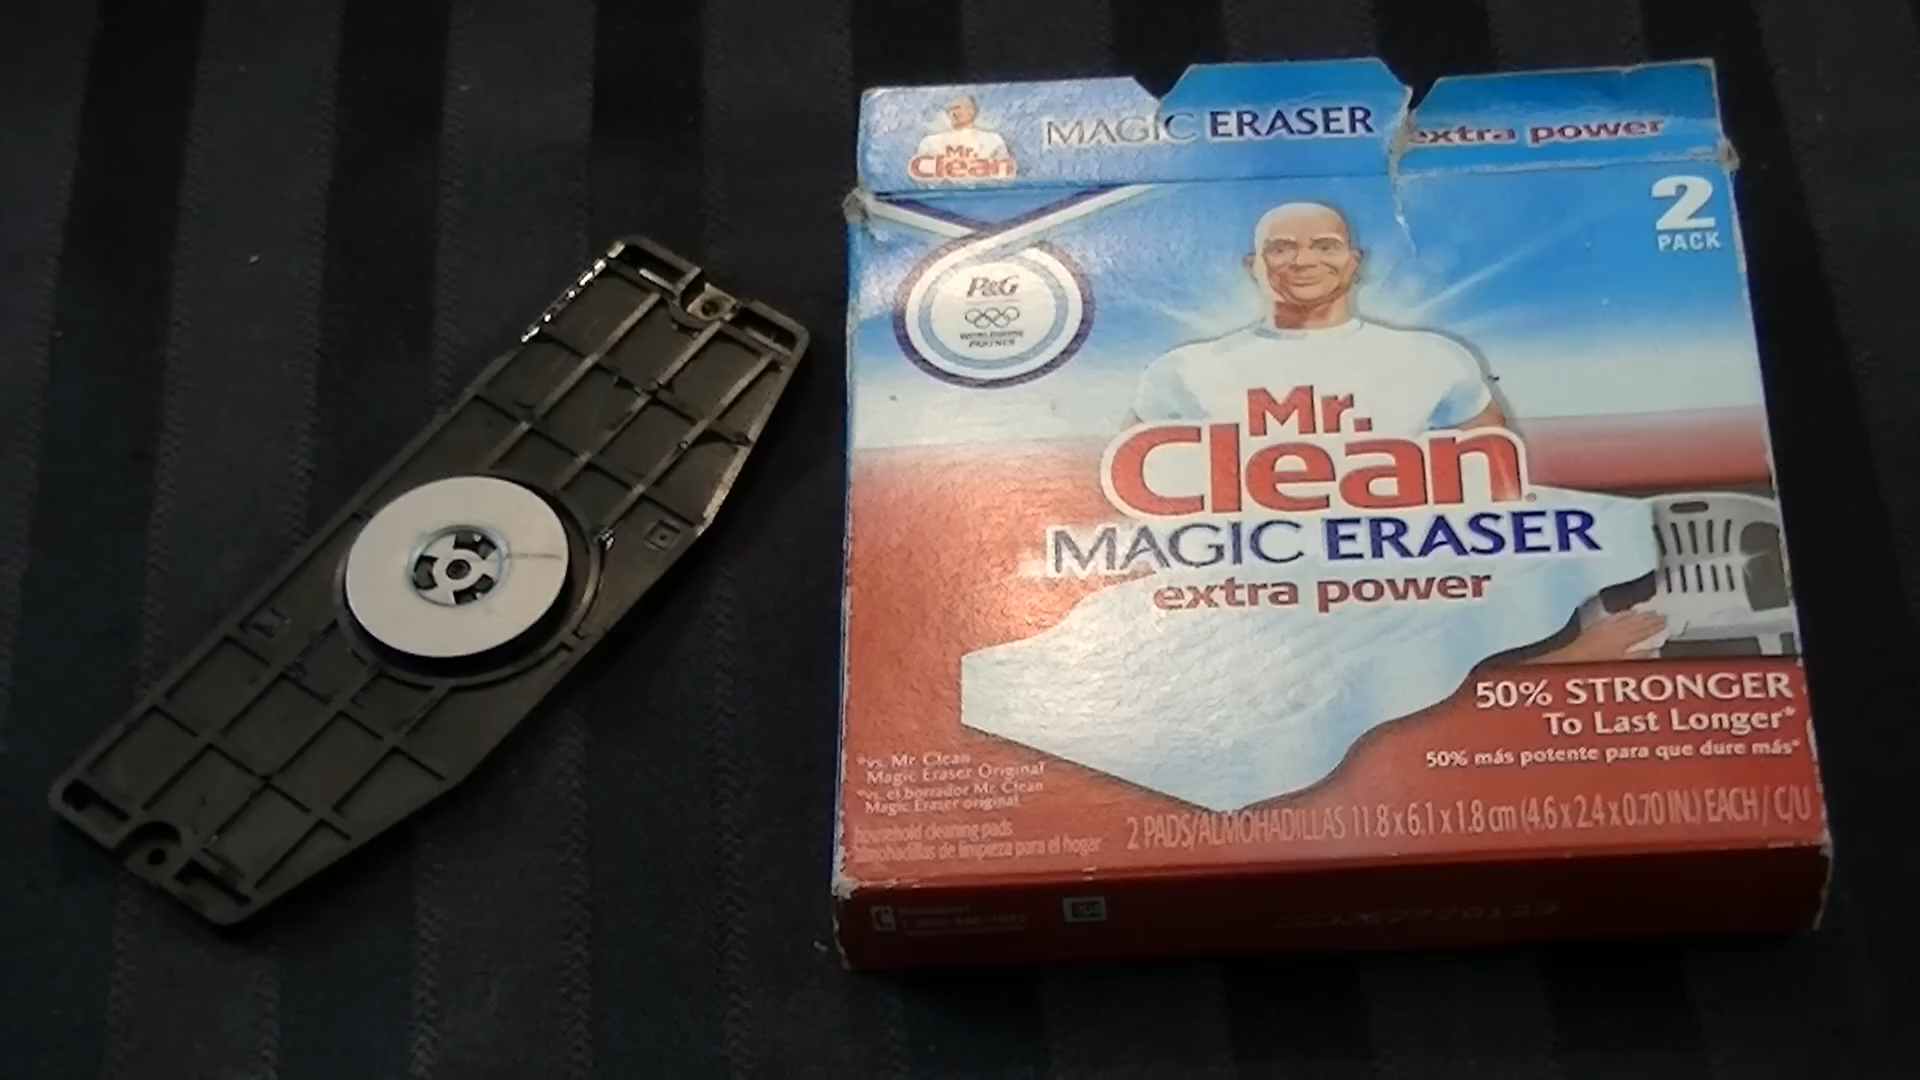 Mr.
Clean
MAGIC ERASER
extra power
2
PACK
P&G
WORLDWIDE
PARTNER
Mr.
Clean
MAGIC ERASER
extra power
50% STRONGER
To Last Longer*
50% más potente para que dure más*
*vs. Mr. Clean
Magic Eraser Original
*vs. el borrador Mr. Clean
Magic Eraser original.
household cleaning pads
almohadillas de limpieza para el hogar
2 PADS/ALMOHADILLAS 11.8 x 6.1 x 1.8 cm (4.6 x 2.4 x 0.70 IN.) EACH / C/U